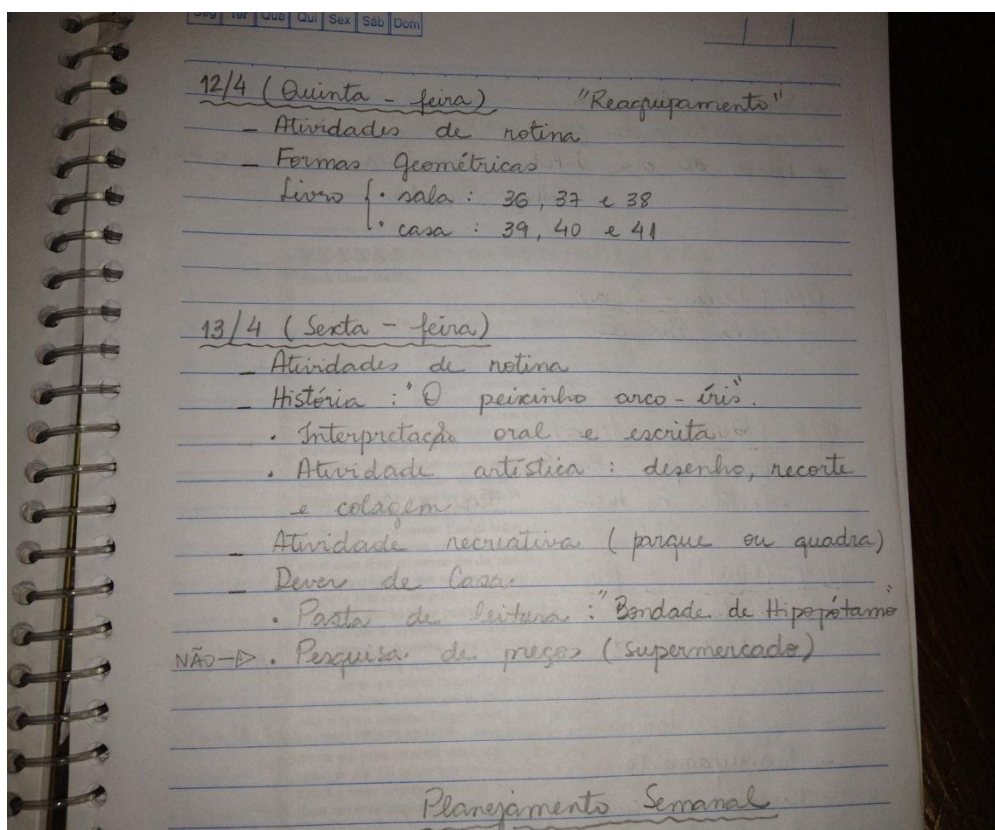 Seg Ter Qua Qui Sex Sáb Dom
12/4 (Quinta - feira) "Reagrupamento"
- Atividades de rotina
- Formas Geométricas
Livro { • sala : 36, 37 e 38
• casa : 39, 40 e 41
13/4 (Sexta - feira)
- Atividades de rotina
- História : "O peixinho arco-íris".
• Interpretação oral e escrita
• Atividade artística : desenho, recorte
e colagem
- Atividade recreativa (parque ou quadra)
- Dever de Casa.
• Pasta de leitura : "Bondade de Hipopótamo"
NÃO → • Pesquisa de preços (supermercado)
Planejamento Semanal